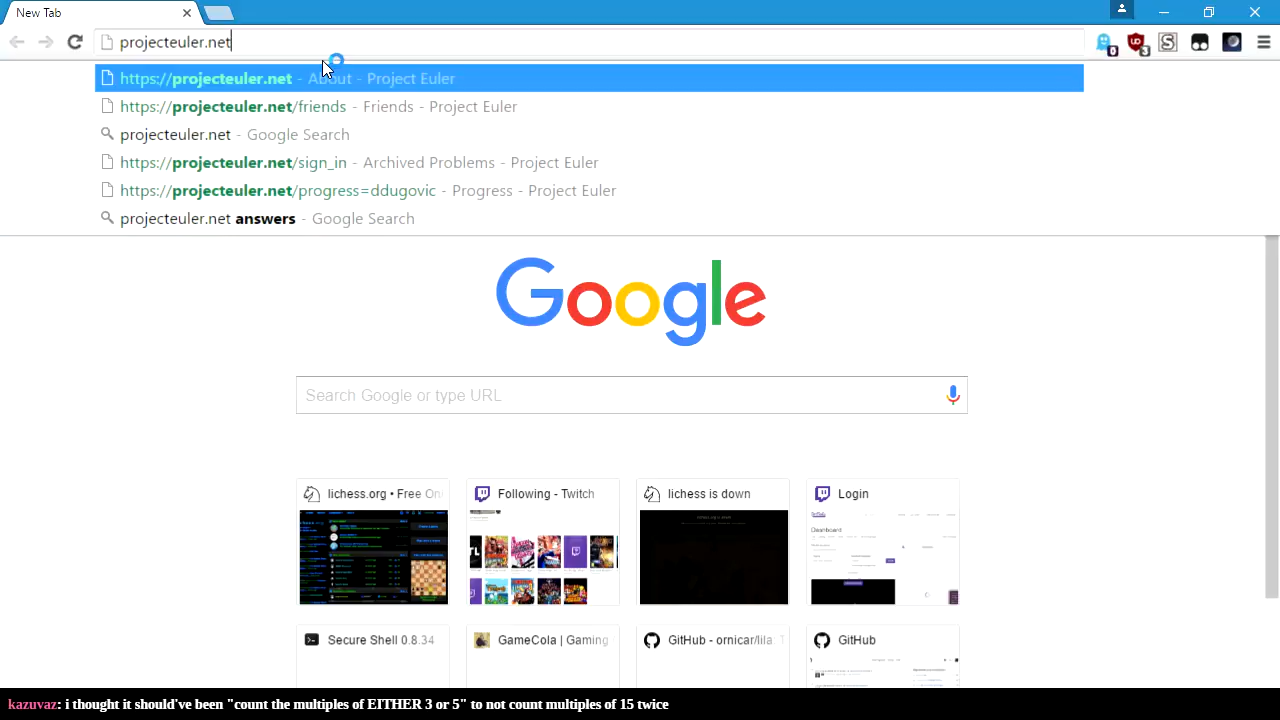 New Tab
projecteuler.net
https://projecteuler.net - About - Project Euler
https://projecteuler.net/friends - Friends - Project Euler
projecteuler.net - Google Search
https://projecteuler.net/sign_in - Archived Problems - Project Euler
https://projecteuler.net/progress=ddugovic - Progress - Project Euler
projecteuler.net answers - Google Search
0
3
0
Google
Search Google or type URL
lichess.org • Free On
Following - Twitch
lichess is down
Login
Dashboard
Secure Shell 0.8.34
GameCola | Gaming
GitHub - ornicar/lila
GitHub
kazuvaz: i thought it should've been "count the multiples of EITHER 3 or 5" to not count multiples of 15 twice